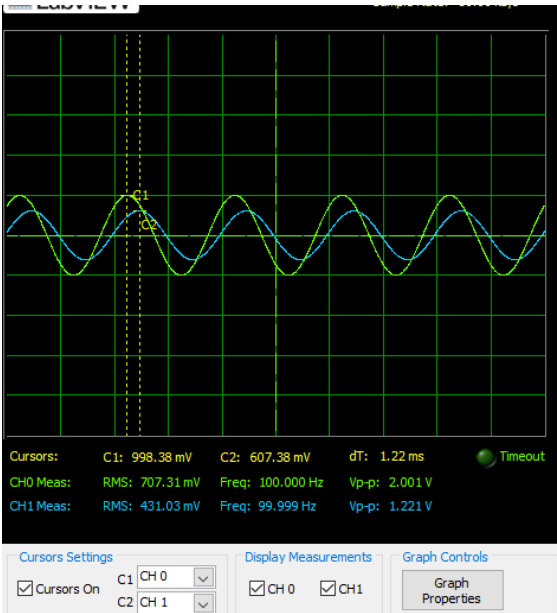 LabVIEW
C1
C2
Cursors: C1: 998.38 mV C2: 607.38 mV dT: 1.22 ms Timeout
CH0 Meas: RMS: 707.31 mV Freq: 100.000 Hz Vp-p: 2.001 V
CH1 Meas: RMS: 431.03 mV Freq: 99.999 Hz Vp-p: 1.221 V
Cursors Settings Display Measurements Graph Controls
Cursors On C1 CH 0 CH 0 CH1 Graph
C2 CH 1 Properties